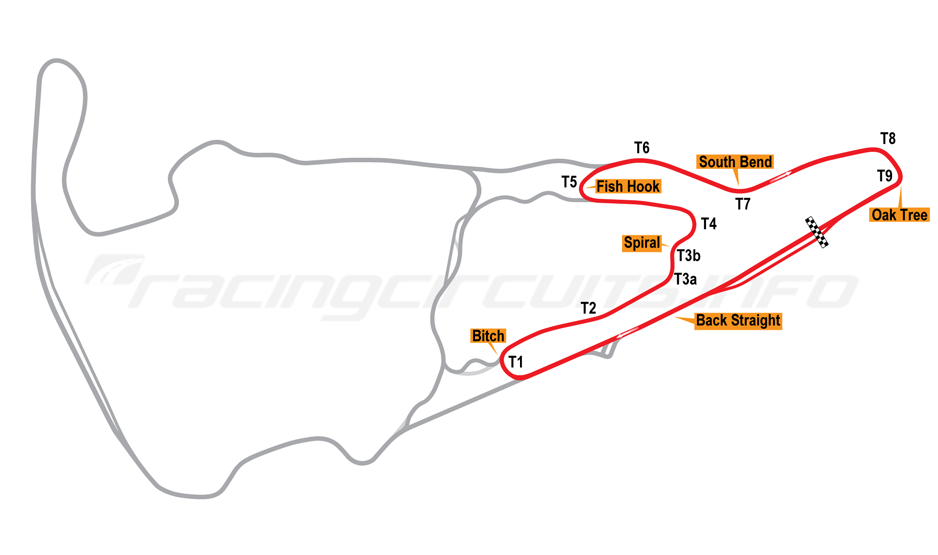 T8
T6
South Bend
T9
T5
Fish Hook
T7
Oak Tree
T4
Spiral
T3b
T3a
racingcircuits.info
T2
Back Straight
Bitch
T1